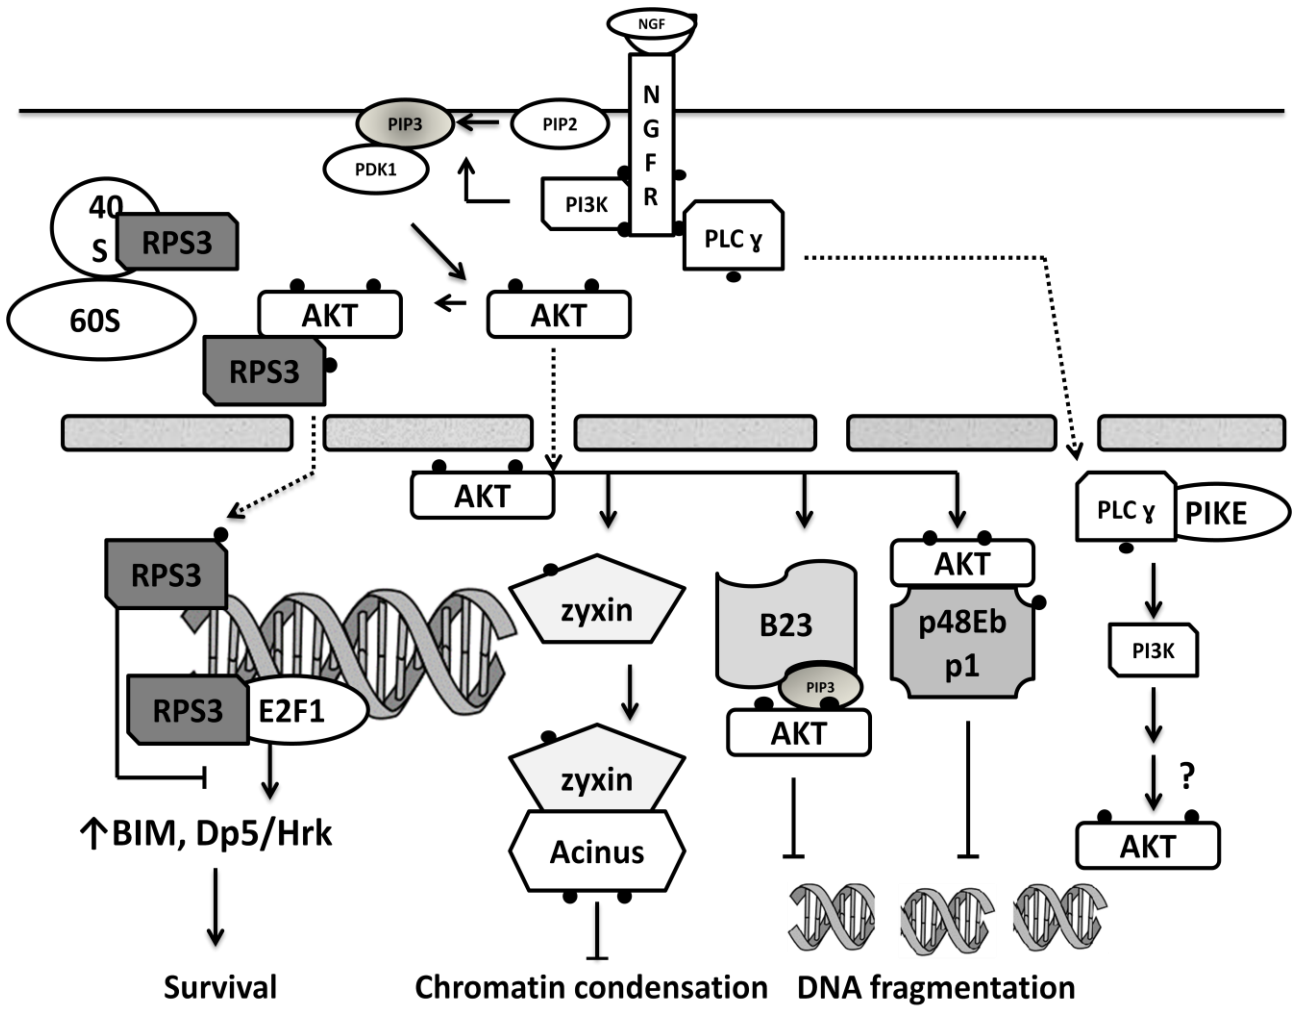 NGF
N
G
F
R
PIP3
PIP2
PDK1
PI3K
PLC ɣ
40
S
RPS3
60S
AKT
AKT
RPS3
AKT
PLC ɣ
PIKE
RPS3
zyxin
B23
AKT
p48Eb
p1
PI3K
RPS3
E2F1
PIP3
AKT
zyxin
?
↑BIM, Dp5/Hrk
Acinus
AKT
Survival
Chromatin condensation
DNA fragmentation